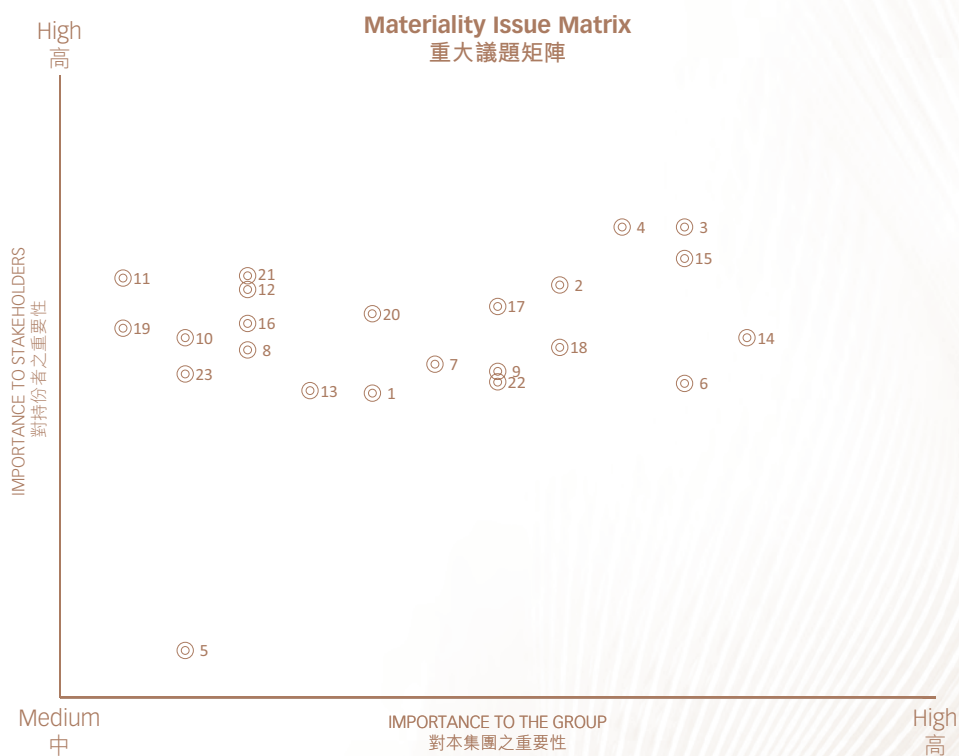 Materiality Issue Matrix
重大議題矩陣
High
高
IMPORTANCE TO STAKEHOLDERS
對持份者之重要性
4
3
15
11
21
12
2
17
20
19
16
10
14
8
18
7
9
23
22
6
13
1
5
Medium
中
IMPORTANCE TO THE GROUP
對本集團之重要性
High
高